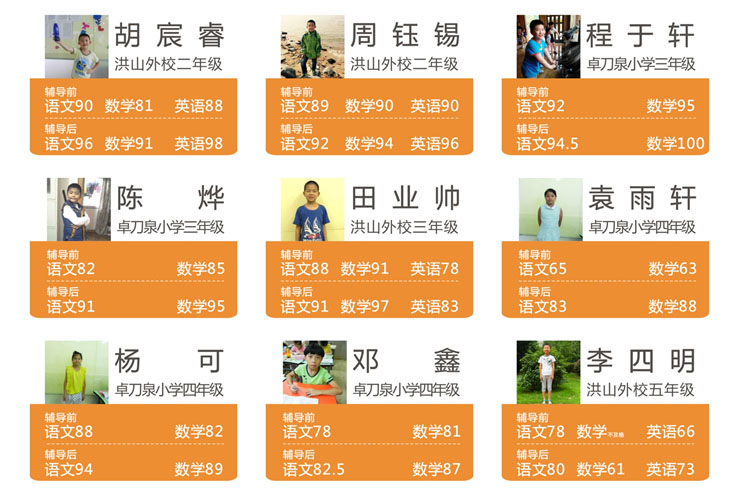 胡宸睿
洪山外校二年级
辅导前
语文90 数学81 英语88
辅导后
语文96 数学91 英语98
周钰锡
洪山外校二年级
辅导前
语文89 数学90 英语90
辅导后
语文92 数学94 英语96
程于轩
卓刀泉小学三年级
辅导前
语文92 数学95
辅导后
语文94.5 数学100
陈烨
卓刀泉小学三年级
辅导前
语文82 数学85
辅导后
语文91 数学95
田业帅
洪山外校三年级
辅导前
语文88 数学91 英语78
辅导后
语文91 数学97 英语83
袁雨轩
卓刀泉小学四年级
辅导前
语文65 数学63
辅导后
语文83 数学88
杨可
卓刀泉小学四年级
辅导前
语文88 数学82
辅导后
语文94 数学89
邓鑫
卓刀泉小学四年级
辅导前
语文78 数学81
辅导后
语文82.5 数学87
李四明
洪山外校五年级
辅导前
语文78 数学不及格 英语66
辅导后
语文80 数学61 英语73